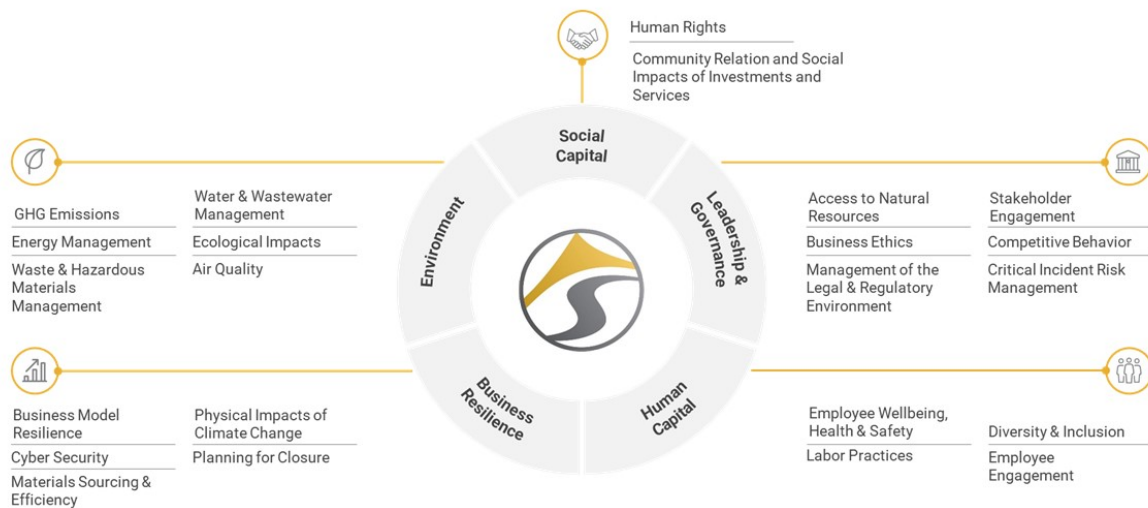 Human Rights
Community Relation and Social
Impacts of Investments and
Services
Social
Capital
Environment
Leadership &
Governance
Business
Resilience
Human
Capital
GHG Emissions
Energy Management
Waste & Hazardous
Materials
Management
Water & Wastewater
Management
Ecological Impacts
Air Quality
Access to Natural
Resources
Business Ethics
Management of the
Legal & Regulatory
Environment
Stakeholder
Engagement
Competitive Behavior
Critical Incident Risk
Management
Business Model
Resilience
Cyber Security
Materials Sourcing &
Efficiency
Physical Impacts of
Climate Change
Planning for Closure
Employee Wellbeing,
Health & Safety
Labor Practices
Diversity & Inclusion
Employee
Engagement